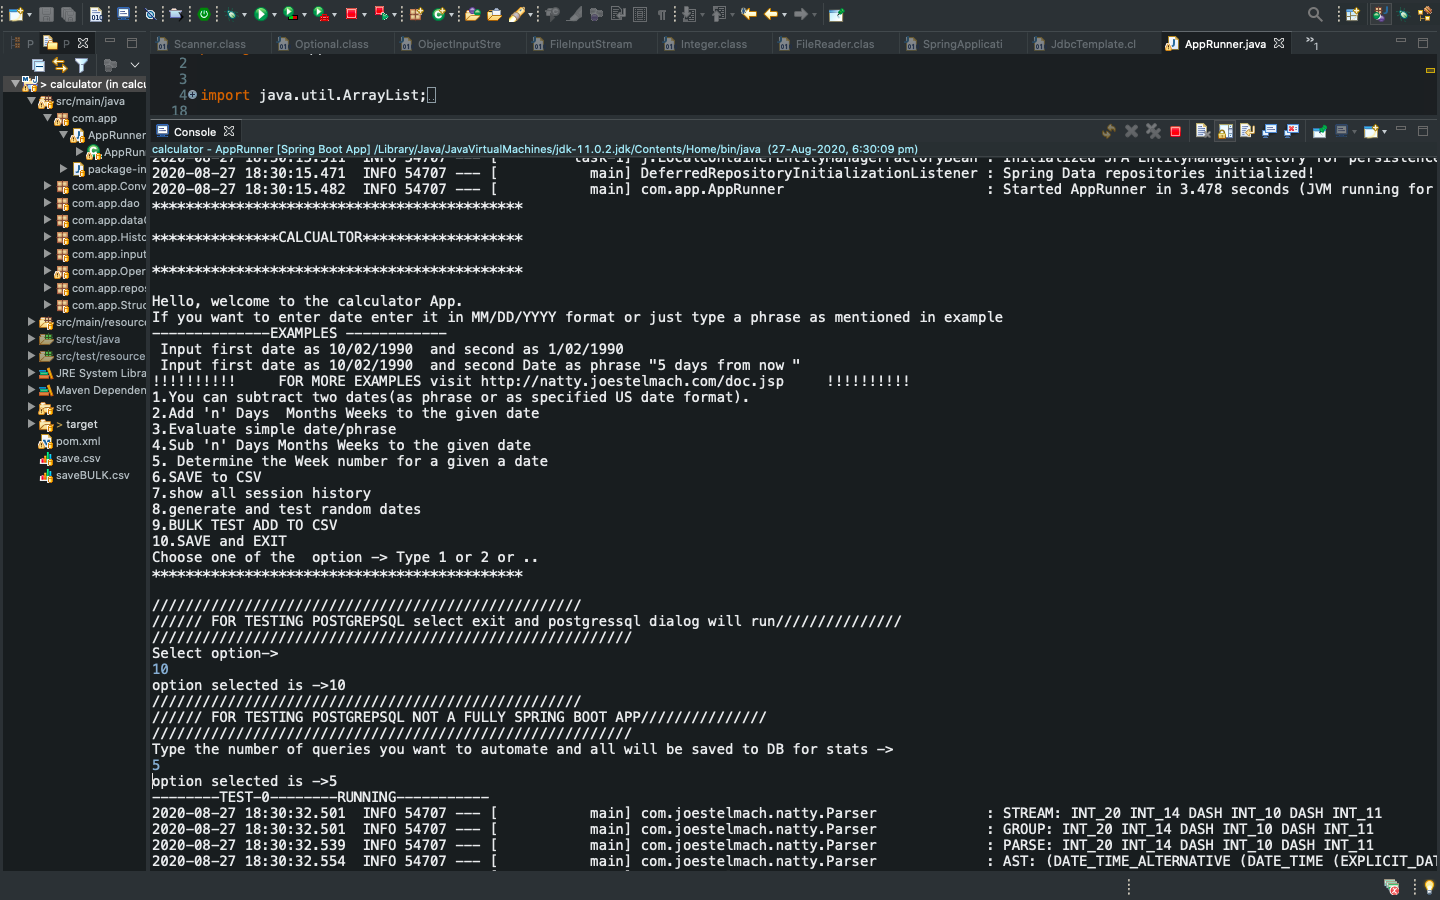 Scanner.class Optional.class ObjectInputStre FileInputStream Integer.class FileReader.clas SpringApplicati JdbcTemplate.cl AppRunner.java 1
P P
2
3
4 import java.util.ArrayList;
18
> calculator (in calcu
src/main/java
com.app
AppRunner
AppRun
package-in
com.app.Conv
com.app.dao
com.app.data
com.app.Histo
com.app.input
com.app.Oper
com.app.repos
com.app.Struc
src/main/resource
src/test/java
src/test/resource
JRE System Libra
Maven Dependen
src
> target
pom.xml
save.csv
saveBULK.csv
Console
calculator - AppRunner [Spring Boot App] /Library/Java/JavaVirtualMachines/jdk-11.0.2.jdk/Contents/Home/bin/java (27-Aug-2020, 6:30:09 pm)
2020-08-27 18:30:15.311 INFO 54707 --- [ task-1] j.LocalContainerEntityManagerFactoryBean : Initialized JPA EntityManagerFactory for persistence
2020-08-27 18:30:15.471 INFO 54707 --- [ main] DeferredRepositoryInitializationListener : Spring Data repositories initialized!
2020-08-27 18:30:15.482 INFO 54707 --- [ main] com.app.AppRunner : Started AppRunner in 3.478 seconds (JVM running for
********************************************
***************CALCUALTOR*******************
********************************************
Hello, welcome to the calculator App.
If you want to enter date enter it in MM/DD/YYYY format or just type a phrase as mentioned in example
--------------EXAMPLES ------------
Input first date as 10/02/1990 and second as 1/02/1990
Input first date as 10/02/1990 and second Date as phrase "5 days from now "
!!!!!!!!!! FOR MORE EXAMPLES visit http://natty.joestelmach.com/doc.jsp !!!!!!!!!!
1.You can subtract two dates(as phrase or as specified US date format).
2.Add 'n' Days Months Weeks to the given date
3.Evaluate simple date/phrase
4.Sub 'n' Days Months Weeks to the given date
5. Determine the Week number for a given a date
6.SAVE to CSV
7.show all session history
8.generate and test random dates
9.BULK TEST ADD TO CSV
10.SAVE and EXIT
Choose one of the option -> Type 1 or 2 or ..
********************************************
///////////////////////////////////////////////////
////// FOR TESTING POSTGREPSQL select exit and postgressql dialog will run///////////////
/////////////////////////////////////////////////////////
Select option->
10
option selected is ->10
///////////////////////////////////////////////////
////// FOR TESTING POSTGREPSQL NOT A FULLY SPRING BOOT APP///////////////
/////////////////////////////////////////////////////////
Type the number of queries you want to automate and all will be saved to DB for stats ->
5
option selected is ->5
--------TEST-0--------RUNNING-----------
2020-08-27 18:30:32.501 INFO 54707 --- [ main] com.joestelmach.natty.Parser : STREAM: INT_20 INT_14 DASH INT_10 DASH INT_11
2020-08-27 18:30:32.501 INFO 54707 --- [ main] com.joestelmach.natty.Parser : GROUP: INT_20 INT_14 DASH INT_10 DASH INT_11
2020-08-27 18:30:32.539 INFO 54707 --- [ main] com.joestelmach.natty.Parser : PARSE: INT_20 INT_14 DASH INT_10 DASH INT_11
2020-08-27 18:30:32.554 INFO 54707 --- [ main] com.joestelmach.natty.Parser : AST: (DATE_TIME_ALTERNATIVE (DATE_TIME (EXPLICIT_DAT